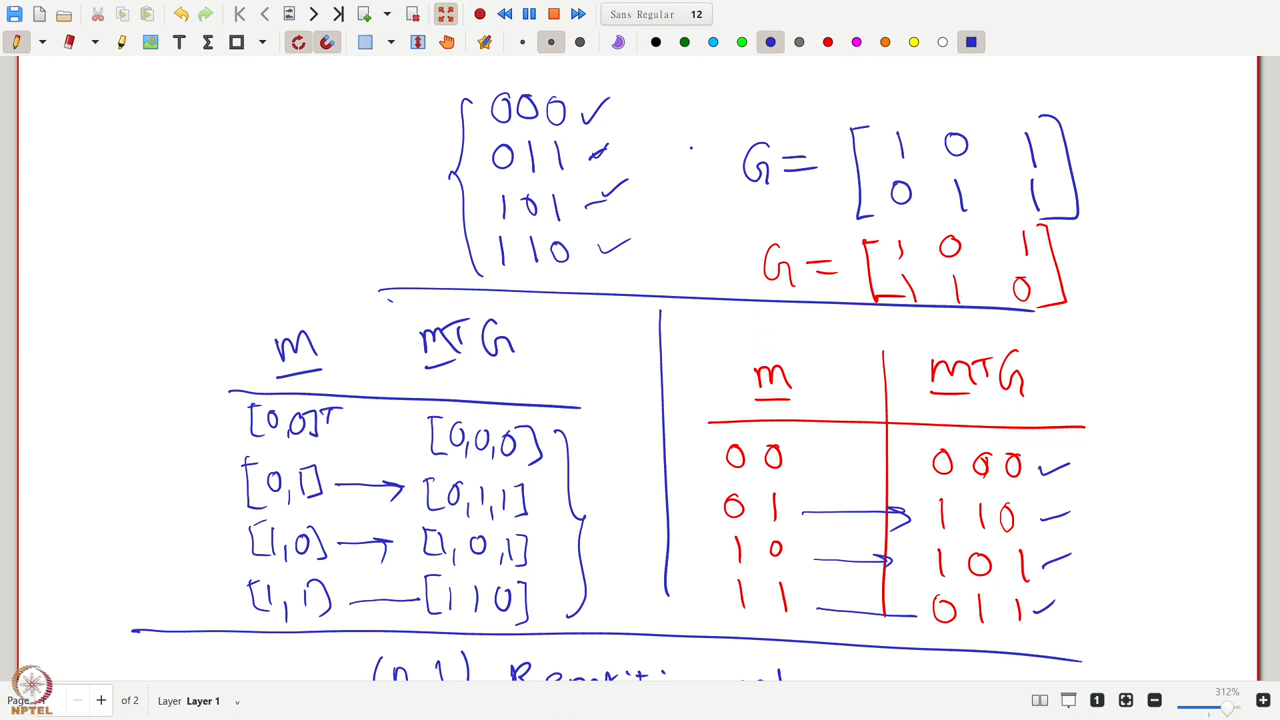 Sans Regular 12
000 ✓
011 ✓
101 ✓
110 ✓
G = [1 0 1
0 1 1]
G = [1 0 1
1 1 0]
m mᵀG
[0,0]ᵀ [0,0,0]
[0,1] → [0,1,1]
[1,0] → [1,0,1]
[1,1) — [1 1 0]
m mᵀG
0 0 0 0 0 ✓
0 1 → 1 1 0 ✓
1 0 → 1 0 1 ✓
1 1 — 0 1 1 ✓
(n,1)
NPTEL
Page of 2 Layer Layer 1
312%